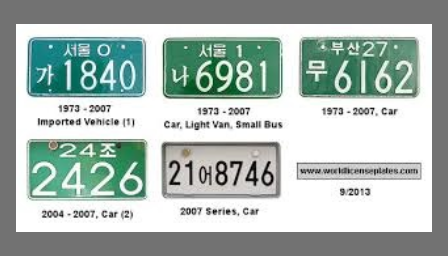 서울 0
가 1840
1973 - 2007
Imported Vehicle (1)
서울 1
나 6981
1973 - 2007
Car, Light Van, Small Bus
부산 27
무 6162
1973 - 2007, Car
24 조
2426
2004 - 2007, Car (2)
21 어 8746
2007 Series, Car
www.worldlicenseplates.com
9/2013